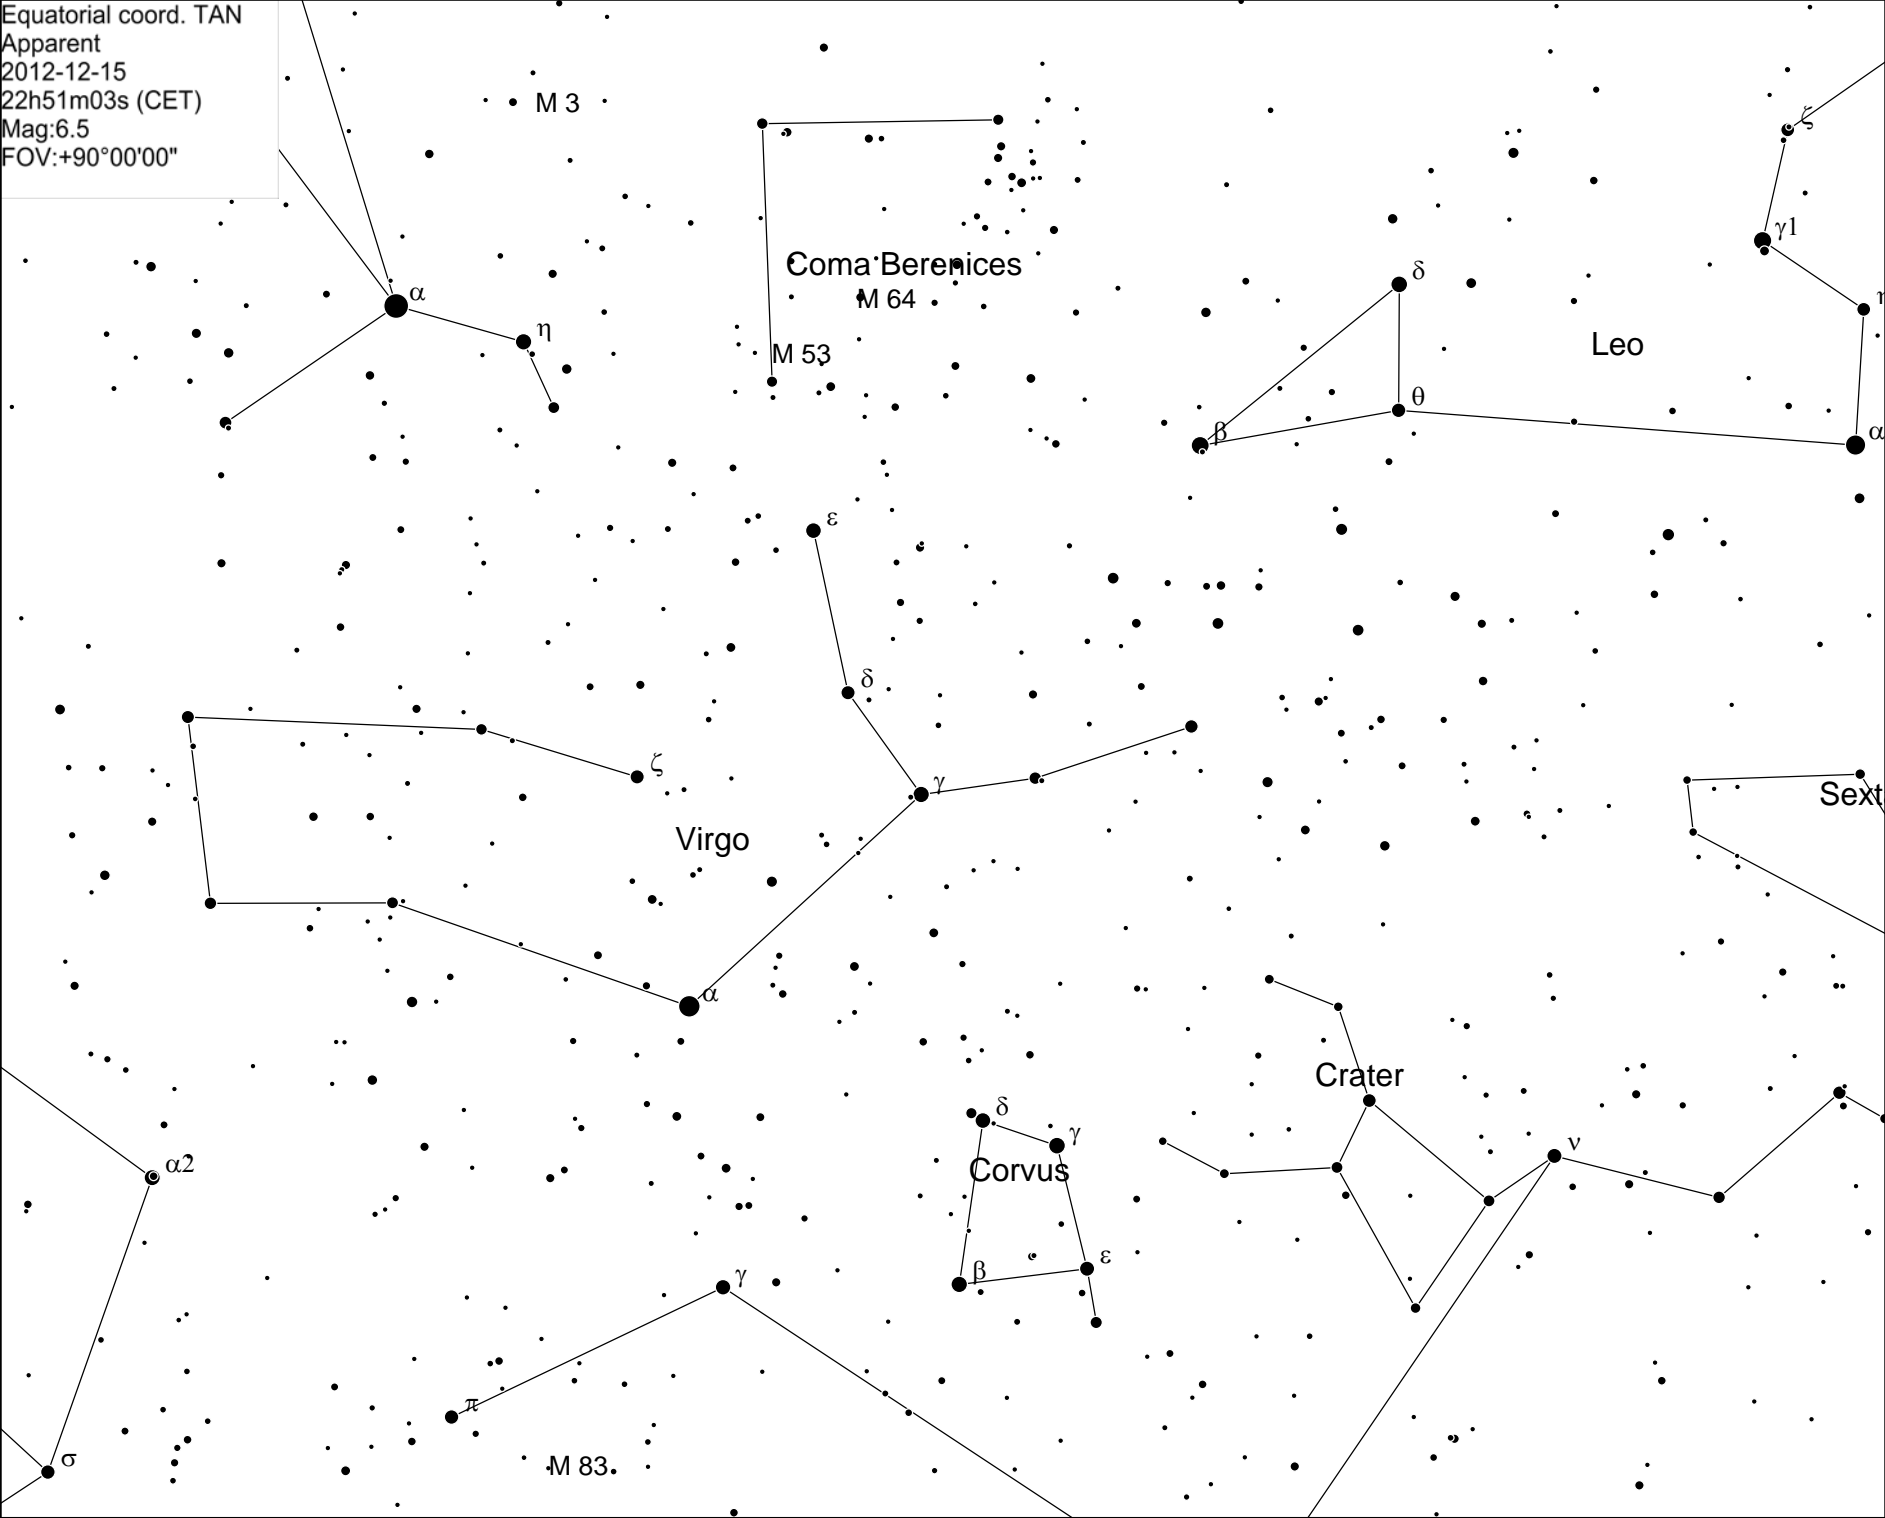 Equatorial coord. TAN
Apparent
2012-12-15
22h51m03s (CET)
Mag:6.5
FOV:+90°00'00"
M 3
ζ
γ1
Coma Berenices
δ
M 64
α
η
η
Leo
M 53
θ
β
α
ε
δ
ζ
γ
Sext
Virgo
α
Crater
δ
γ
ν
α2
Corvus
ε
β
γ
π
σ
M 83